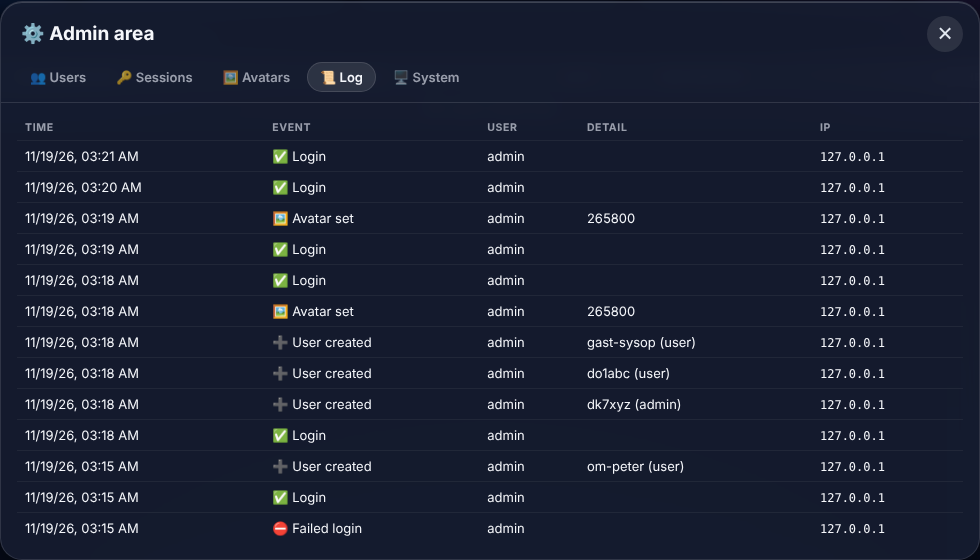 ⚙️ Admin area ✕
👥 Users 🔑 Sessions 🖼️ Avatars 📜 Log 🖥️ System
TIME EVENT USER DETAIL IP
11/19/26, 03:21 AM ✅ Login admin 127.0.0.1
11/19/26, 03:20 AM ✅ Login admin 127.0.0.1
11/19/26, 03:19 AM 🖼️ Avatar set admin 265800 127.0.0.1
11/19/26, 03:19 AM ✅ Login admin 127.0.0.1
11/19/26, 03:18 AM ✅ Login admin 127.0.0.1
11/19/26, 03:18 AM 🖼️ Avatar set admin 265800 127.0.0.1
11/19/26, 03:18 AM ➕ User created admin gast-sysop (user) 127.0.0.1
11/19/26, 03:18 AM ➕ User created admin do1abc (user) 127.0.0.1
11/19/26, 03:18 AM ➕ User created admin dk7xyz (admin) 127.0.0.1
11/19/26, 03:18 AM ✅ Login admin 127.0.0.1
11/19/26, 03:15 AM ➕ User created admin om-peter (user) 127.0.0.1
11/19/26, 03:15 AM ✅ Login admin 127.0.0.1
11/19/26, 03:15 AM ⛔ Failed login admin 127.0.0.1